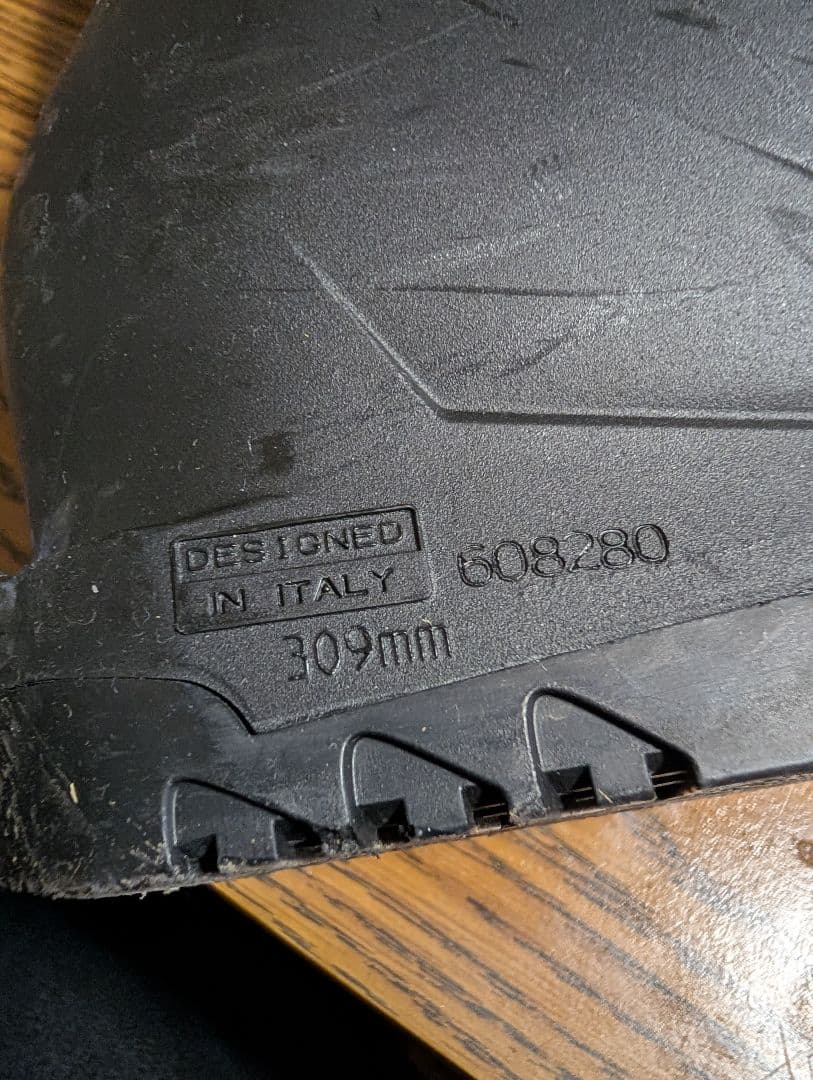 DESIGNED
IN ITALY
608280
309mm